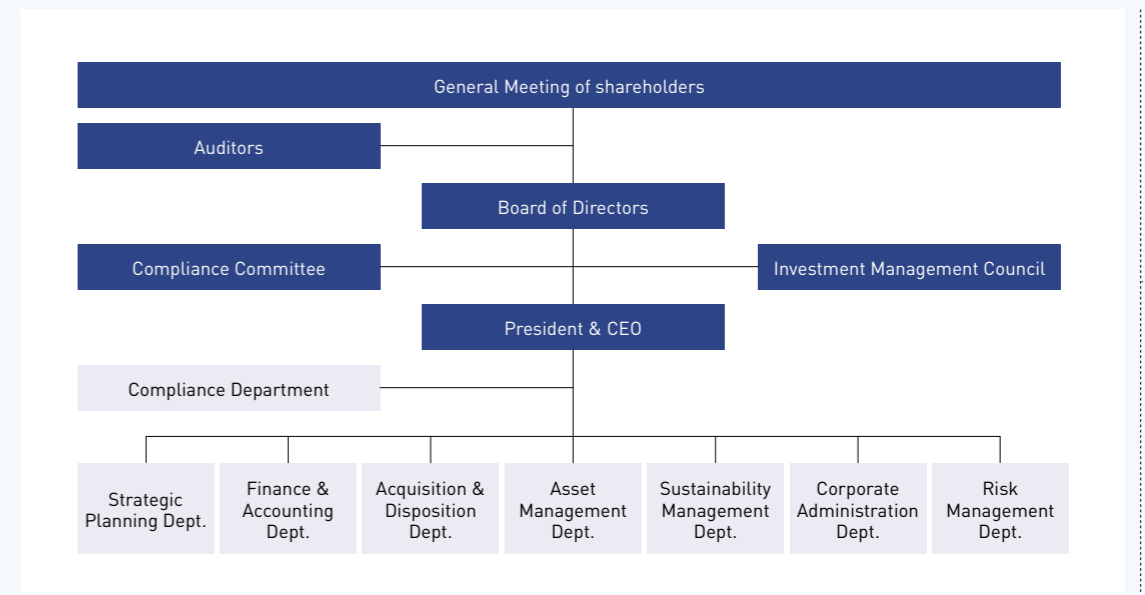 General Meeting of shareholders
Auditors
Board of Directors
Compliance Committee
Investment Management Council
President & CEO
Compliance Department
Strategic
Planning Dept.
Finance &
Accounting
Dept.
Acquisition &
Disposition
Dept.
Asset
Management
Dept.
Sustainability
Management
Dept.
Corporate
Administration
Dept.
Risk
Management
Dept.